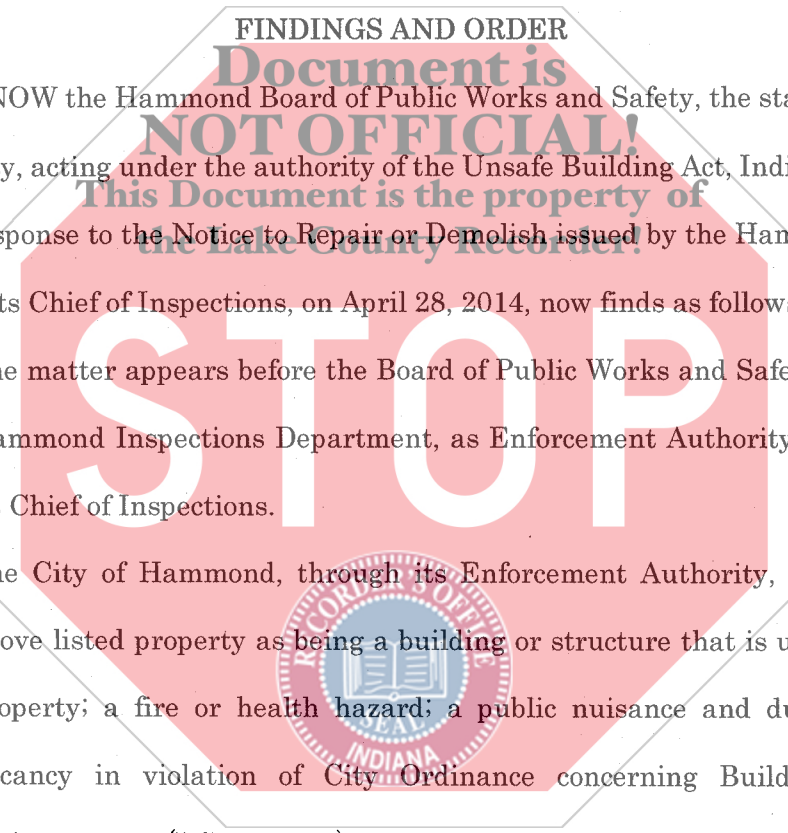 FINDINGS AND ORDER
Document is
NOW the Hammond Board of Public Works and Safety, the sta
NOT OFFICIAL!
y, acting under the authority of the Unsafe Building Act, Indi
This Document is the property of
sponse to the Notice to Repair or Demolish issued by the Ham
the Lake County Recorder!
ts Chief of Inspections, on April 28, 2014, now finds as follows
STOP
ne matter appears before the Board of Public Works and Safe
ammond Inspections Department, as Enforcement Authority
Chief of Inspections.
ne City of Hammond, through its Enforcement Authority,
RECORDER'S OFFICE
ove listed property as being a building or structure that is u
operty; a fire or health hazard; a public nuisance and du
SEAL
INDIANA
cancy in violation of City Ordinance concerning Build